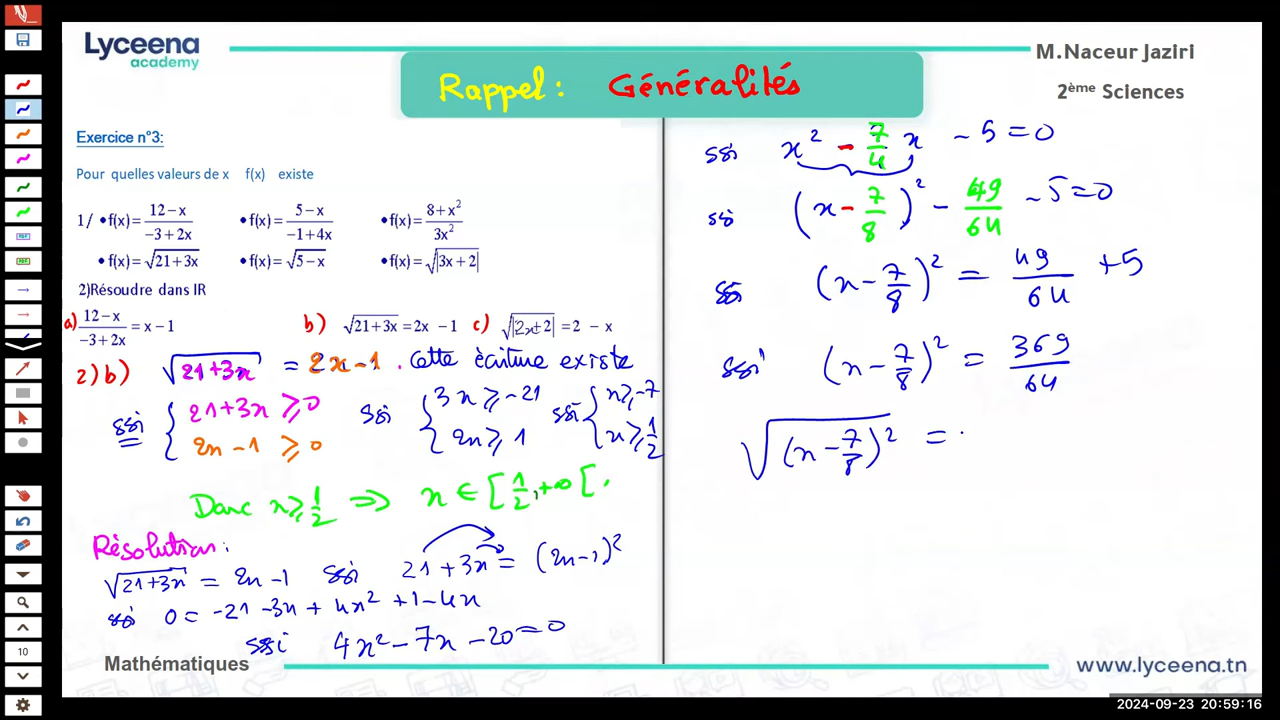 Lyceena
academy
Rappel : Généralités
M.Naceur Jaziri
2ème Sciences
Exercice n°3:
Pour quelles valeurs de x f(x) existe
1/ •f(x)=\frac{12-x}{-3+2x} •f(x)=\frac{5-x}{-1+4x} •f(x)=\frac{8+x²}{3x²}
•f(x)=√(21+3x) •f(x)=√(5-x) •f(x)=√|3x+2|
2)Résoudre dans IR
a) \frac{12-x}{-3+2x} = x-1 b) √(21+3x) = 2x -1 c) √|2x+2| = 2 - x
2) b) √(21+3x) = 2x-1 . Cette écriture existe
ssi { 21+3x ≥ 0 ssi { 3x ≥ -21 ssi { x ≥ -7
2x -1 ≥ 0 2x ≥ 1 x ≥ 1/2
Donc x ≥ 1/2 ⟹ x ∈ [1/2, +∞[.
Résolution:
√(21+3x) = 2x-1 ssi 21 + 3x = (2x-1)²
ssi 0 = -21 -3x + 4x² +1-4x
ssi 4x² - 7x - 20 = 0
ssi x² - 7/4 x - 5 = 0
ssi (x - 7/8)² - 49/64 - 5 = 0
ssi (x - 7/8)² = 49/64 + 5
ssi (x - 7/8)² = 369/64
√(x - 7/8)² =
Mathématiques
www.lyceena.tn
10
2024-09-23 20:59:16